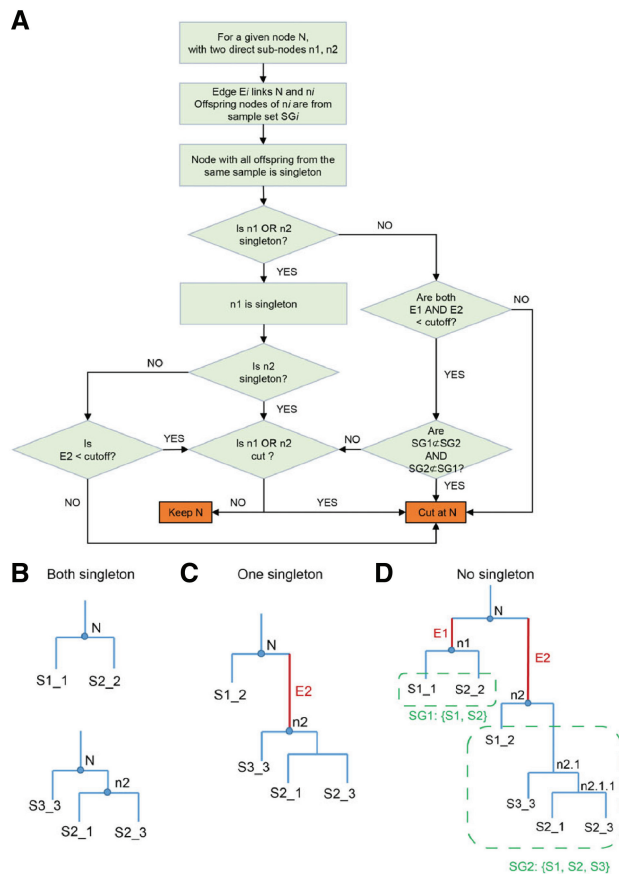 A
For a given node N,
with two direct sub-nodes n1, n2
Edge Ei links N and ni
Offspring nodes of ni are from
sample set SGi
Node with all offspring from the
same sample is singleton
Is n1 OR n2
singleton?
NO
YES
n1 is singleton
Are both
E1 AND E2
< cutoff?
NO
YES
Is n2
singleton?
NO
YES
Is
E2 < cutoff?
YES
NO
Is n1 OR n2
cut ?
NO
YES
Are
SG1⊄SG2
AND
SG2⊄SG1?
NO
YES
Keep N
Cut at N
B
Both singleton
N
S1_1
S2_2
N
n2
S3_3
S2_1
S2_3
C
One singleton
N
S1_2
E2
n2
S3_3
S2_1
S2_3
D
No singleton
N
E1
n1
E2
S1_1
S2_2
SG1: {S1, S2}
n2
S1_2
n2.1
n2.1.1
S3_3
S2_1
S2_3
SG2: {S1, S2, S3}